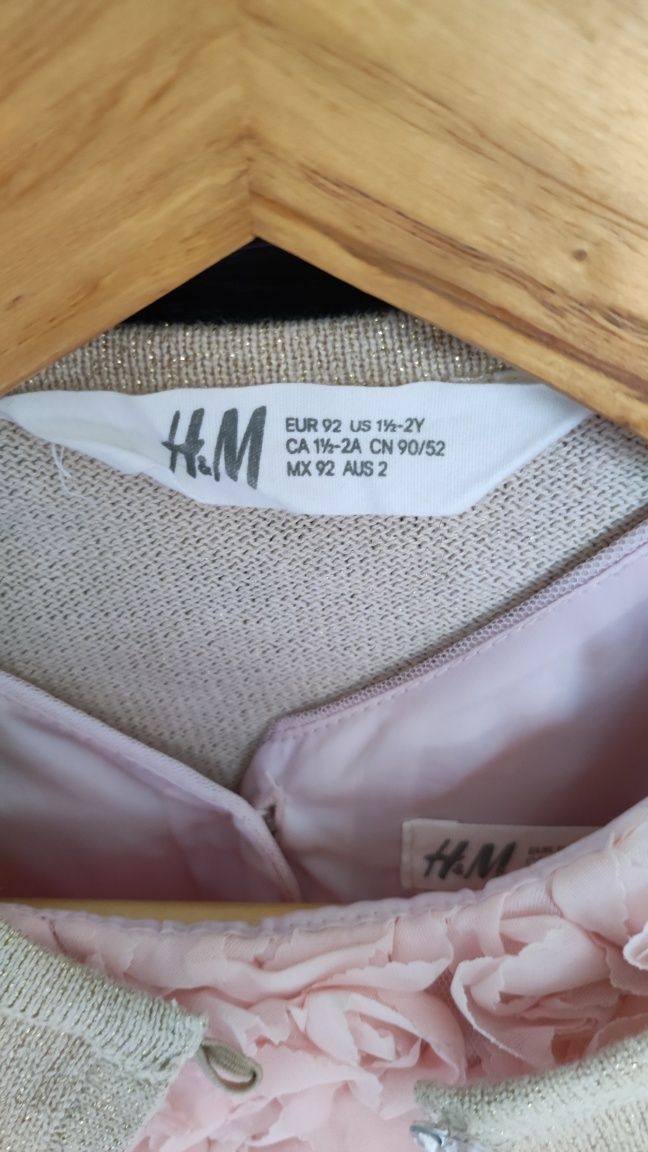 H&M
EUR 92 US 1½-2Y
CA 1½-2A CN 90/52
MX 92 AUS 2
H&M